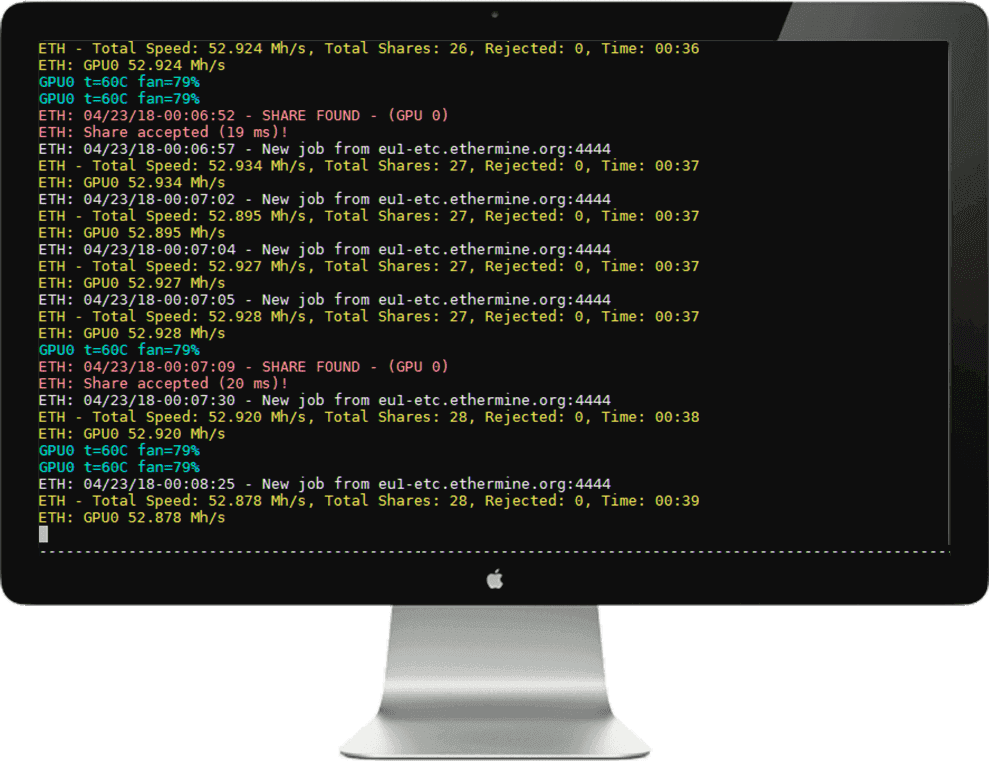 ETH - Total Speed: 52.924 Mh/s, Total Shares: 26, Rejected: 0, Time: 00:36
ETH: GPU0 52.924 Mh/s
GPU0 t=60C fan=79%
GPU0 t=60C fan=79%
ETH: 04/23/18-00:06:52 - SHARE FOUND - (GPU 0)
ETH: Share accepted (19 ms)!
ETH: 04/23/18-00:06:57 - New job from eu1-etc.ethermine.org:4444
ETH - Total Speed: 52.934 Mh/s, Total Shares: 27, Rejected: 0, Time: 00:37
ETH: GPU0 52.934 Mh/s
ETH: 04/23/18-00:07:02 - New job from eu1-etc.ethermine.org:4444
ETH - Total Speed: 52.895 Mh/s, Total Shares: 27, Rejected: 0, Time: 00:37
ETH: GPU0 52.895 Mh/s
ETH: 04/23/18-00:07:04 - New job from eu1-etc.ethermine.org:4444
ETH - Total Speed: 52.927 Mh/s, Total Shares: 27, Rejected: 0, Time: 00:37
ETH: GPU0 52.927 Mh/s
ETH: 04/23/18-00:07:05 - New job from eu1-etc.ethermine.org:4444
ETH - Total Speed: 52.928 Mh/s, Total Shares: 27, Rejected: 0, Time: 00:37
ETH: GPU0 52.928 Mh/s
GPU0 t=60C fan=79%
ETH: 04/23/18-00:07:09 - SHARE FOUND - (GPU 0)
ETH: Share accepted (20 ms)!
ETH: 04/23/18-00:07:30 - New job from eu1-etc.ethermine.org:4444
ETH - Total Speed: 52.920 Mh/s, Total Shares: 28, Rejected: 0, Time: 00:38
ETH: GPU0 52.920 Mh/s
GPU0 t=60C fan=79%
GPU0 t=60C fan=79%
ETH: 04/23/18-00:08:25 - New job from eu1-etc.ethermine.org:4444
ETH - Total Speed: 52.878 Mh/s, Total Shares: 28, Rejected: 0, Time: 00:39
ETH: GPU0 52.878 Mh/s